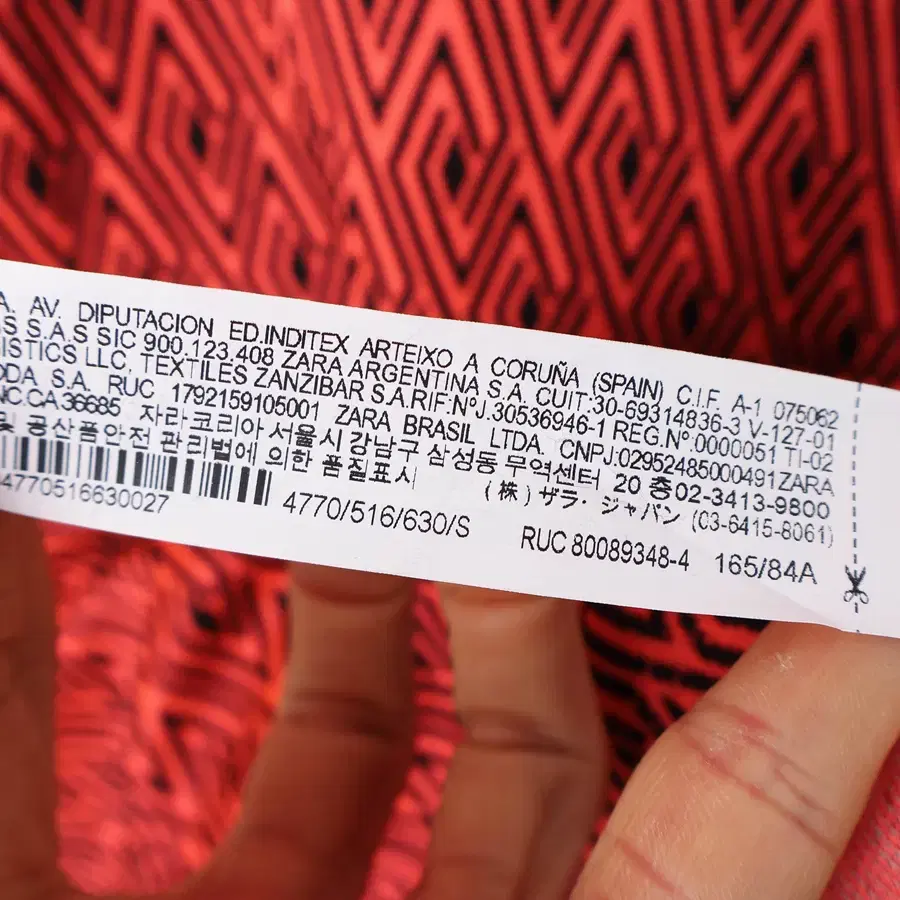 A. AV. DIPUTACION ED.INDITEX ARTEIXO A CORUÑA (SPAIN) C.I.F. A-1 075062
S S.A.S SIC 900.123.408 ZARA ARGENTINA S.A. CUIT:30-69314836-3 V-127-01
ISTICS LLC, TEXTILES ZANZIBAR S.A.RIF:NºJ.30536946-1 REG.Nº:0000051 TI-02
ODA S.A. RUC 1792159105001 ZARA BRASIL LTDA. CNPJ:02952485000491ZARA
NC.CA 36685 자라코리아 서울시 강남구 삼성동 무역센터 20 층02-3413-9800
및 공산품안전 관리법에 의한 품질표시 (株) ザラ・ジャパン (03-6415-8061)
4770516630027 4770/516/630/S RUC 80089348-4 165/84A